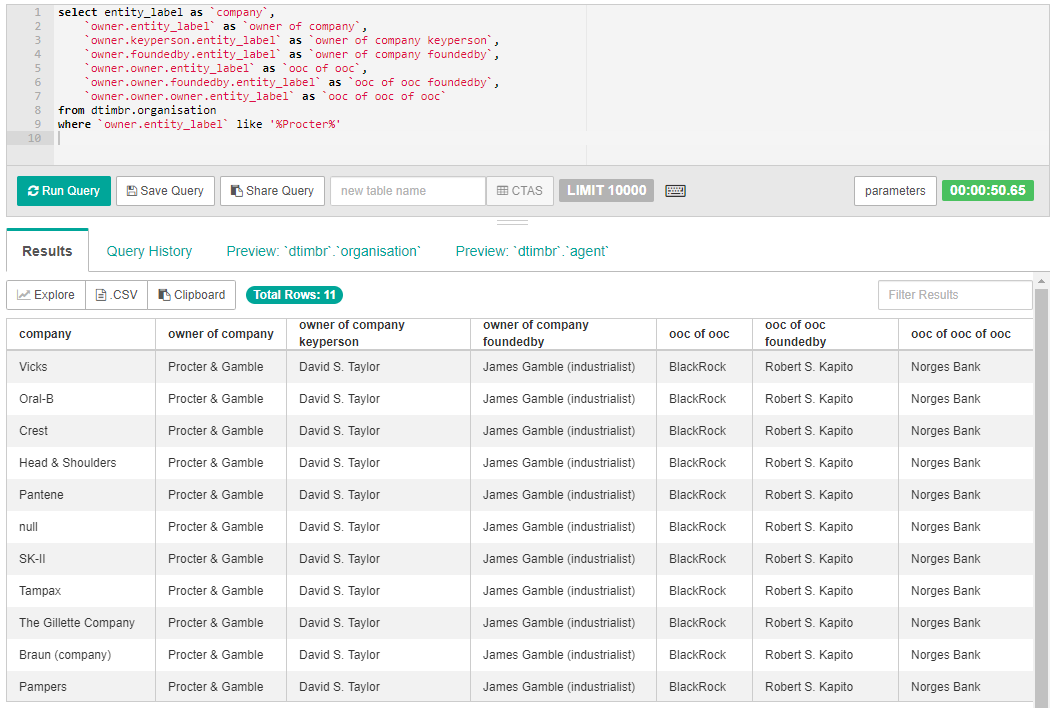 1 select entity_label as `company`,
2 `owner.entity_label` as `owner of company`,
3 `owner.keyperson.entity_label` as `owner of company keyperson`,
4 `owner.foundedby.entity_label` as `owner of company foundedby`,
5 `owner.owner.entity_label` as `ooc of ooc`,
6 `owner.owner.foundedby.entity_label` as `ooc of ooc foundedby`,
7 `owner.owner.owner.entity_label` as `ooc of ooc of ooc`
8 from dtimbr.organisation
9 where `owner.entity_label` like '%Procter%'
10
Run Query Save Query Share Query new table name CTAS LIMIT 10000 parameters 00:00:50.65
Results Query History Preview: `dtimbr`.`organisation` Preview: `dtimbr`.`agent`
Explore .CSV Clipboard Total Rows: 11 Filter Results
company owner of company owner of company keyperson owner of company foundedby ooc of ooc ooc of ooc foundedby ooc of ooc of ooc
Vicks Procter & Gamble David S. Taylor James Gamble (industrialist) BlackRock Robert S. Kapito Norges Bank
Oral-B Procter & Gamble David S. Taylor James Gamble (industrialist) BlackRock Robert S. Kapito Norges Bank
Crest Procter & Gamble David S. Taylor James Gamble (industrialist) BlackRock Robert S. Kapito Norges Bank
Head & Shoulders Procter & Gamble David S. Taylor James Gamble (industrialist) BlackRock Robert S. Kapito Norges Bank
Pantene Procter & Gamble David S. Taylor James Gamble (industrialist) BlackRock Robert S. Kapito Norges Bank
null Procter & Gamble David S. Taylor James Gamble (industrialist) BlackRock Robert S. Kapito Norges Bank
SK-II Procter & Gamble David S. Taylor James Gamble (industrialist) BlackRock Robert S. Kapito Norges Bank
Tampax Procter & Gamble David S. Taylor James Gamble (industrialist) BlackRock Robert S. Kapito Norges Bank
The Gillette Company Procter & Gamble David S. Taylor James Gamble (industrialist) BlackRock Robert S. Kapito Norges Bank
Braun (company) Procter & Gamble David S. Taylor James Gamble (industrialist) BlackRock Robert S. Kapito Norges Bank
Pampers Procter & Gamble David S. Taylor James Gamble (industrialist) BlackRock Robert S. Kapito Norges Bank